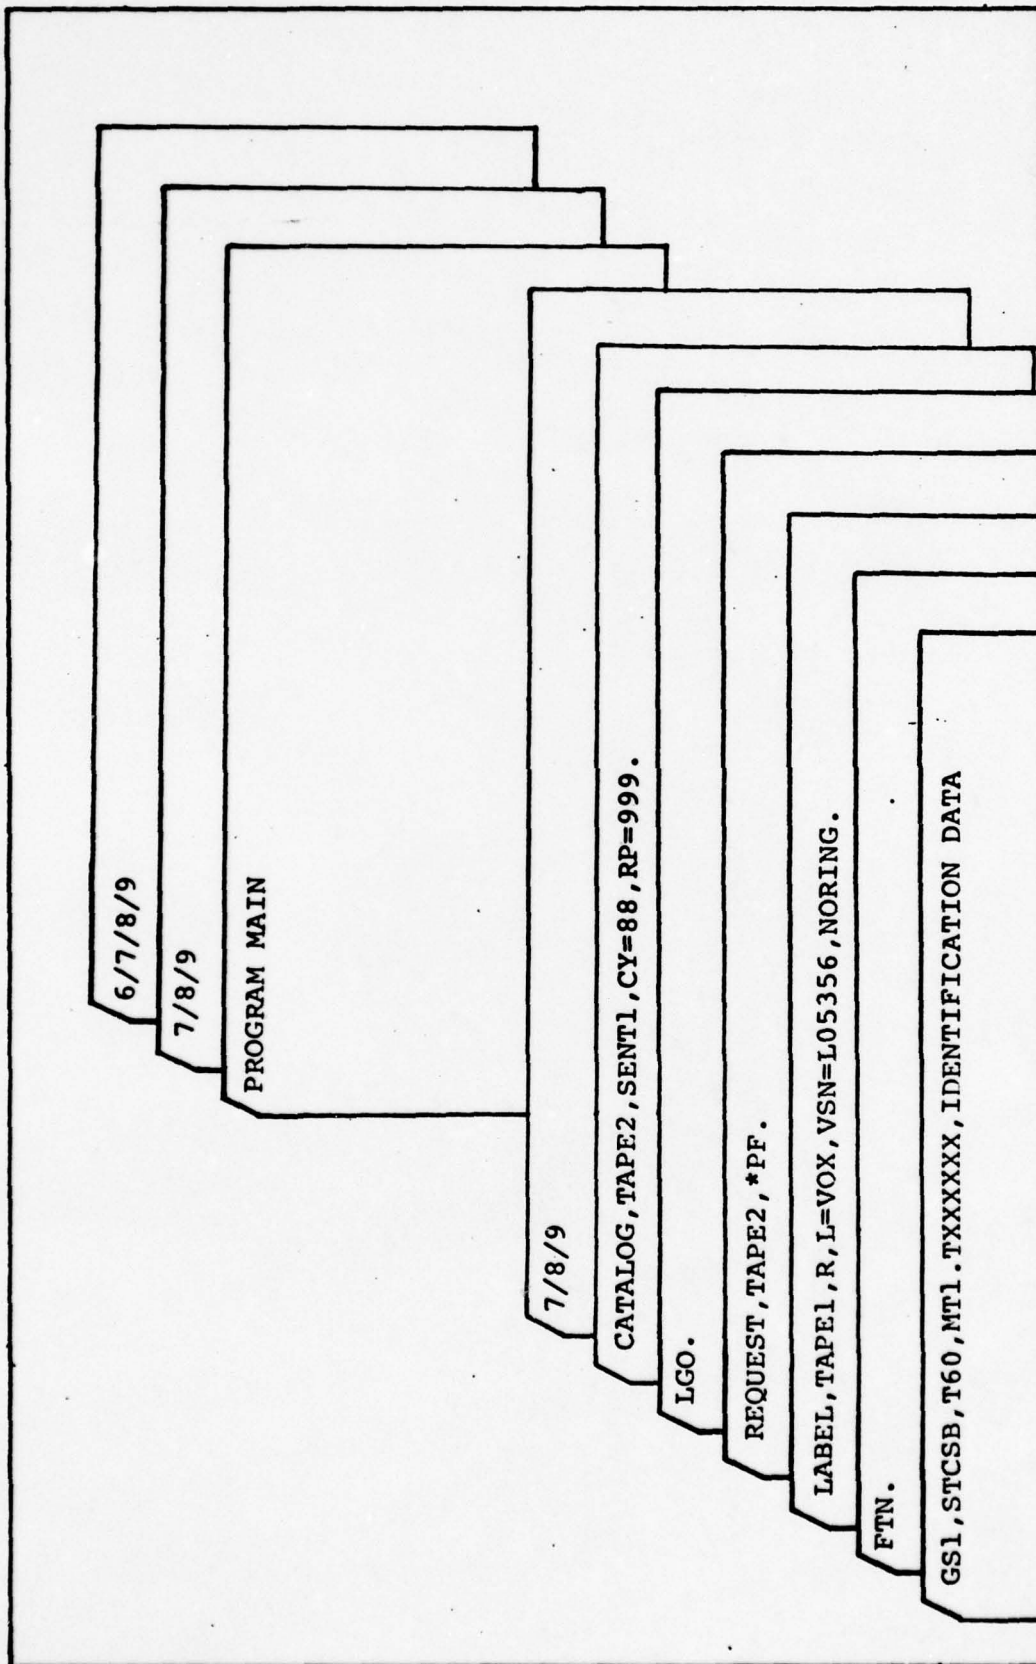 6/7/8/9
7/8/9
PROGRAM MAIN
7/8/9
CATALOG,TAPE2,SENT1,CY=88,RP=999.
LGO.
REQUEST,TAPE2,*PF.
LABEL,TAPE1,R,L=VOX,VSN=L05356,NORING.
FTN.
GS1,STCSB,T60,MT1.TXXXXXX,IDENTIFICATION DATA